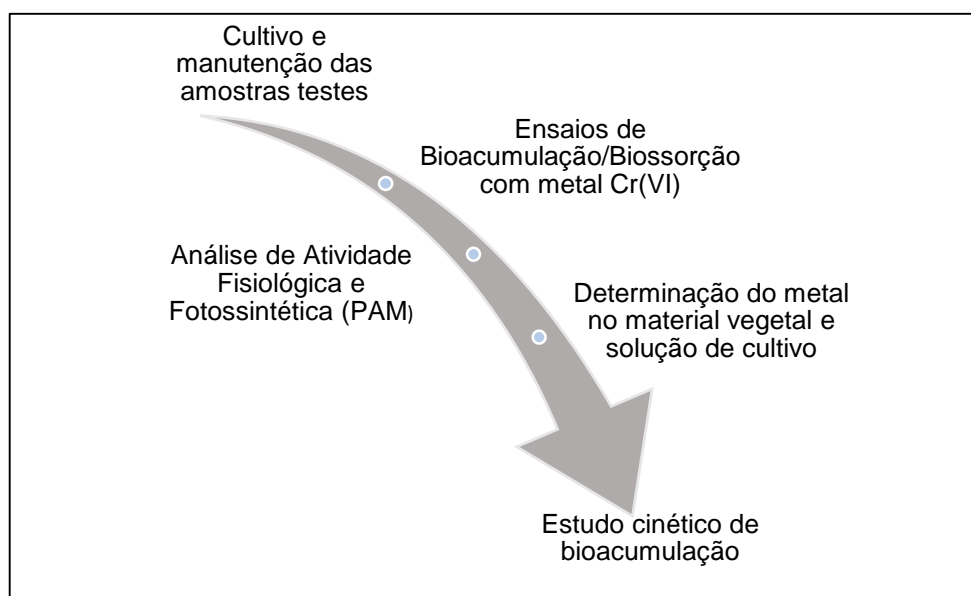 Cultivo e
manutenção das
amostras testes
Ensaios de
Bioacumulação/Biossorção
com metal Cr(VI)
Análise de Atividade
Fisiológica e
Fotossintética (PAM)
Determinação do metal
no material vegetal e
solução de cultivo
Estudo cinético de
bioacumulação